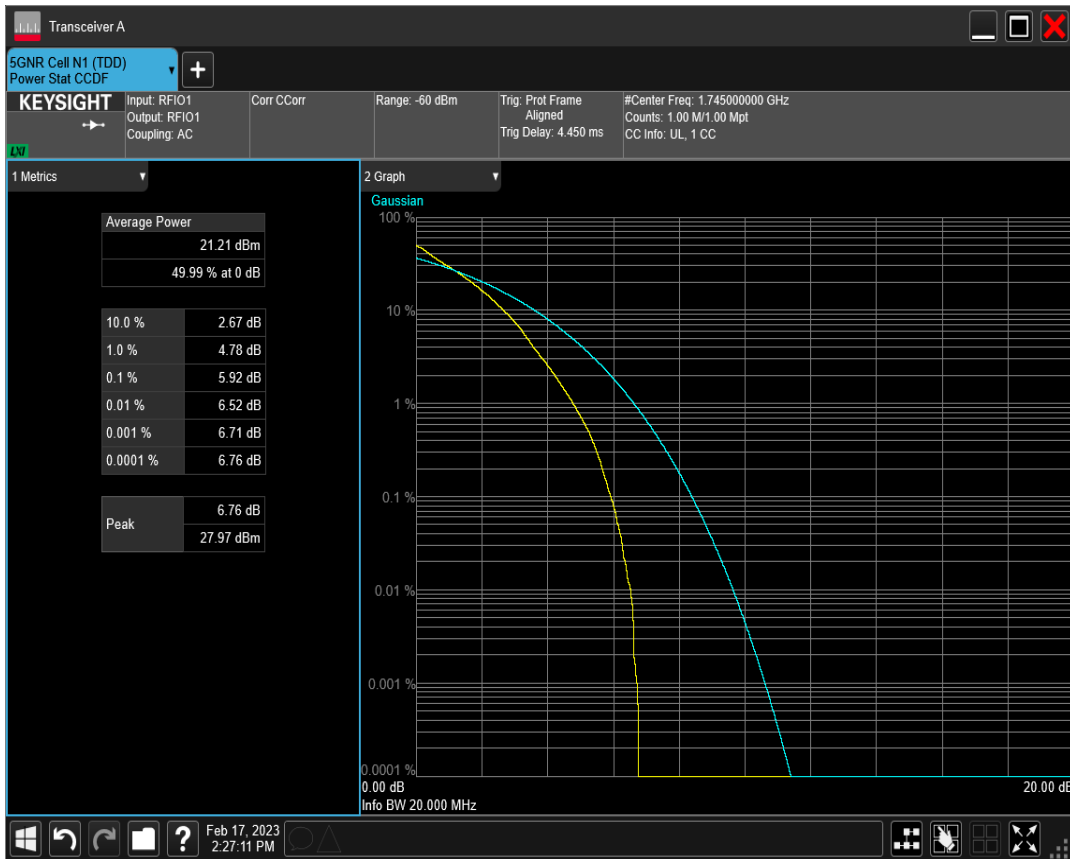 Transceiver A
5GNR Cell N1 (TDD)
Power Stat CCDF
KEYSIGHT
LXI
Input: RFIO1
Output: RFIO1
Coupling: AC
Corr CCorr
Range: -60 dBm
Trig: Prot Frame
Aligned
Trig Delay: 4.450 ms
#Center Freq: 1.745000000 GHz
Counts: 1.00 M/1.00 Mpt
CC Info: UL, 1 CC
1 Metrics
Average Power
21.21 dBm
49.99 % at 0 dB
10.0 % 2.67 dB
1.0 % 4.78 dB
0.1 % 5.92 dB
0.01 % 6.52 dB
0.001 % 6.71 dB
0.0001 % 6.76 dB
Peak
6.76 dB
27.97 dBm
2 Graph
Gaussian
100 %
10 %
1 %
0.1 %
0.01 %
0.001 %
0.0001 %
0.00 dB 20.00 dB
Info BW 20.000 MHz
?
Feb 17, 2023
2:27:11 PM